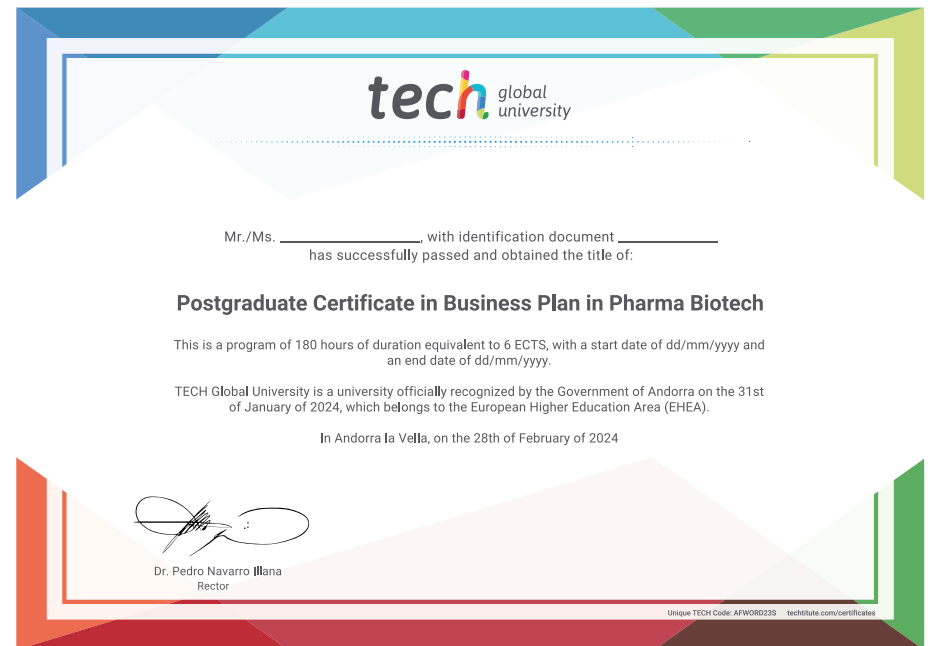 tech global
university
Mr./Ms. ____________, with identification document ____________
has successfully passed and obtained the title of:
Postgraduate Certificate in Business Plan in Pharma Biotech
This is a program of 180 hours of duration equivalent to 6 ECTS, with a start date of dd/mm/yyyy and
an end date of dd/mm/yyyy.
TECH Global University is a university officially recognized by the Government of Andorra on the 31st
of January of 2024, which belongs to the European Higher Education Area (EHEA).
In Andorra la Vella, on the 28th of February of 2024
Dr. Pedro Navarro Illana
Rector
Unique TECH Code: AFWORD23S techtitute.com/certificates